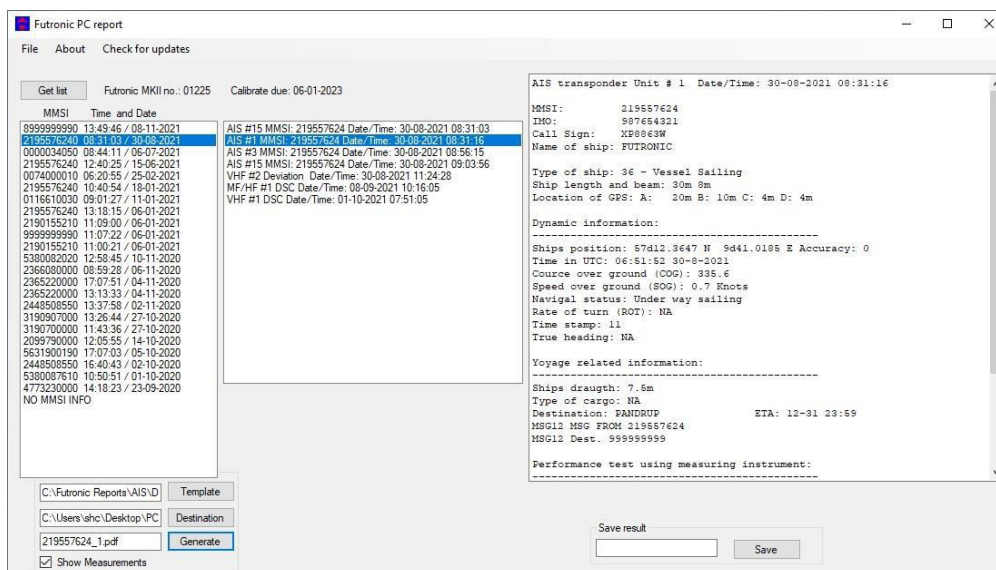 Futronic PC report
File About Check for updates
Get list Futronic MKII no.: 01225 Calibrate due: 06-01-2023
MMSI Time and Date
8999999990 13:49:46 / 08-11-2021
2195576240 08:31:03 / 30-08-2021
0000034050 08:44:11 / 06-07-2021
2195576240 12:40:25 / 15-06-2021
0074000010 06:20:55 / 25-02-2021
2195576240 10:40:54 / 18-01-2021
0116610030 09:01:27 / 11-01-2021
2195576240 13:18:15 / 06-01-2021
2190155210 11:09:00 / 06-01-2021
9999999990 11:07:22 / 06-01-2021
2190155210 11:00:21 / 06-01-2021
5380082020 12:58:45 / 10-11-2020
2366080000 08:59:28 / 06-11-2020
2365220000 17:07:51 / 04-11-2020
2365220000 13:13:33 / 04-11-2020
2448508550 13:37:58 / 02-11-2020
3190907000 13:26:44 / 27-10-2020
3190700000 11:43:36 / 27-10-2020
2099790000 12:05:55 / 14-10-2020
5631900190 17:07:03 / 05-10-2020
2448508550 16:40:43 / 02-10-2020
5380087610 10:50:51 / 01-10-2020
4773230000 14:18:23 / 23-09-2020
NO MMSI INFO
AIS #15 MMSI: 219557624 Date/Time: 30-08-2021 08:31:03
AIS #1 MMSI: 219557624 Date/Time: 30-08-2021 08:31:16
AIS #3 MMSI: 219557624 Date/Time: 30-08-2021 08:56:15
AIS #15 MMSI: 219557624 Date/Time: 30-08-2021 09:03:56
VHF #2 Deviation Date/Time: 30-08-2021 11:24:28
MF/HF #1 DSC Date/Time: 08-09-2021 10:16:05
VHF #1 DSC Date/Time: 01-10-2021 07:51:05
AIS transponder Unit # 1 Date/Time: 30-08-2021 08:31:16
MMSI: 219557624
IMO: 987654321
Call Sign: XP8863W
Name of ship: FUTRONIC
Type of ship: 36 - Vessel Sailing
Ship length and beam: 30m 8m
Location of GPS: A: 20m B: 10m C: 4m D: 4m
Dynamic information:
--------------------------------------------
Ships position: 57d12.3647 N 9d41.0185 E Accuracy: 0
Time in UTC: 06:51:52 30-8-2021
Cource over ground (COG): 335.6
Speed over ground (SOG): 0.7 Knots
Navigal status: Under way sailing
Rate of turn (ROT): NA
Time stamp: 11
True heading: NA
Yoyage related information:
--------------------------------------------
Ships draugth: 7.5m
Type of cargo: NA
Destination: PANDRUP ETA: 12-31 23:59
MSG12 MSG FROM 219557624
MSG12 Dest. 999999999
Performance test using measuring instrument:
--------------------------------------------
C:\Futronic Reports\AIS\D Template
C:\Users\shc\Desktop\PC Destination
219557624_1.pdf Generate
Show Measurements
Save result
Save